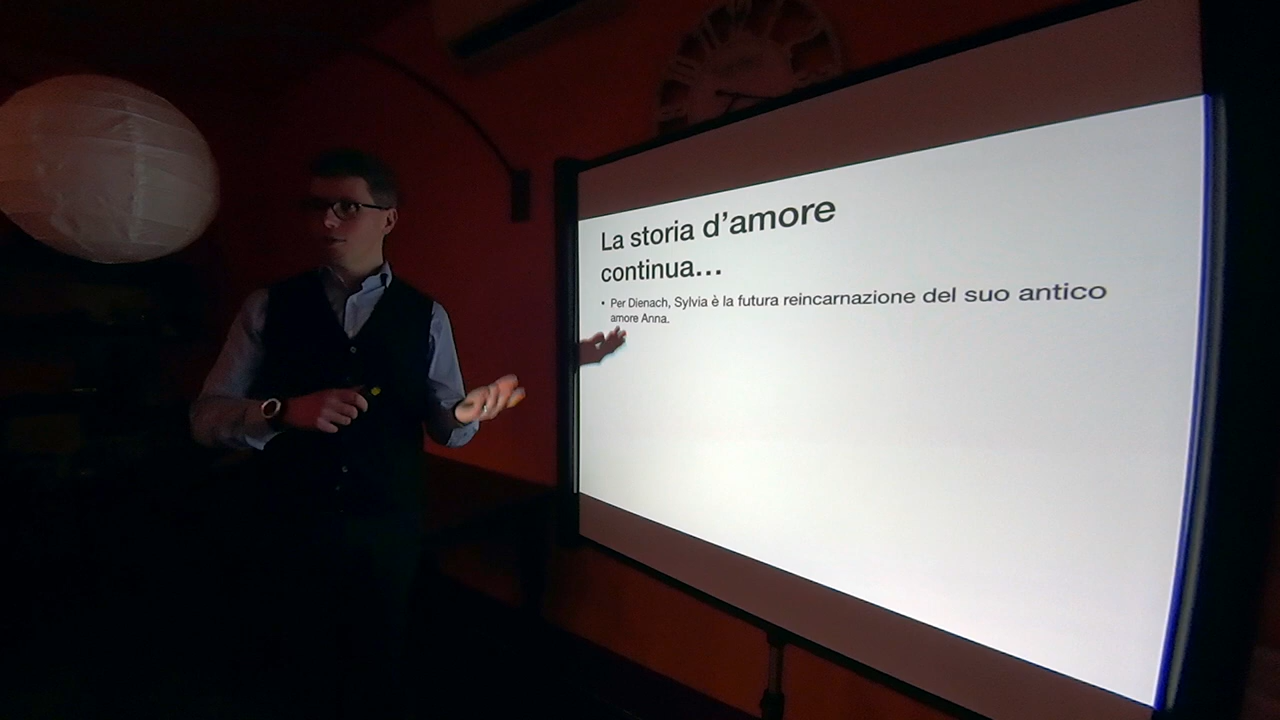 La storia d'amore
continua...
• Per Dienach, Sylvia è la futura reincarnazione del suo antico
amore Anna.